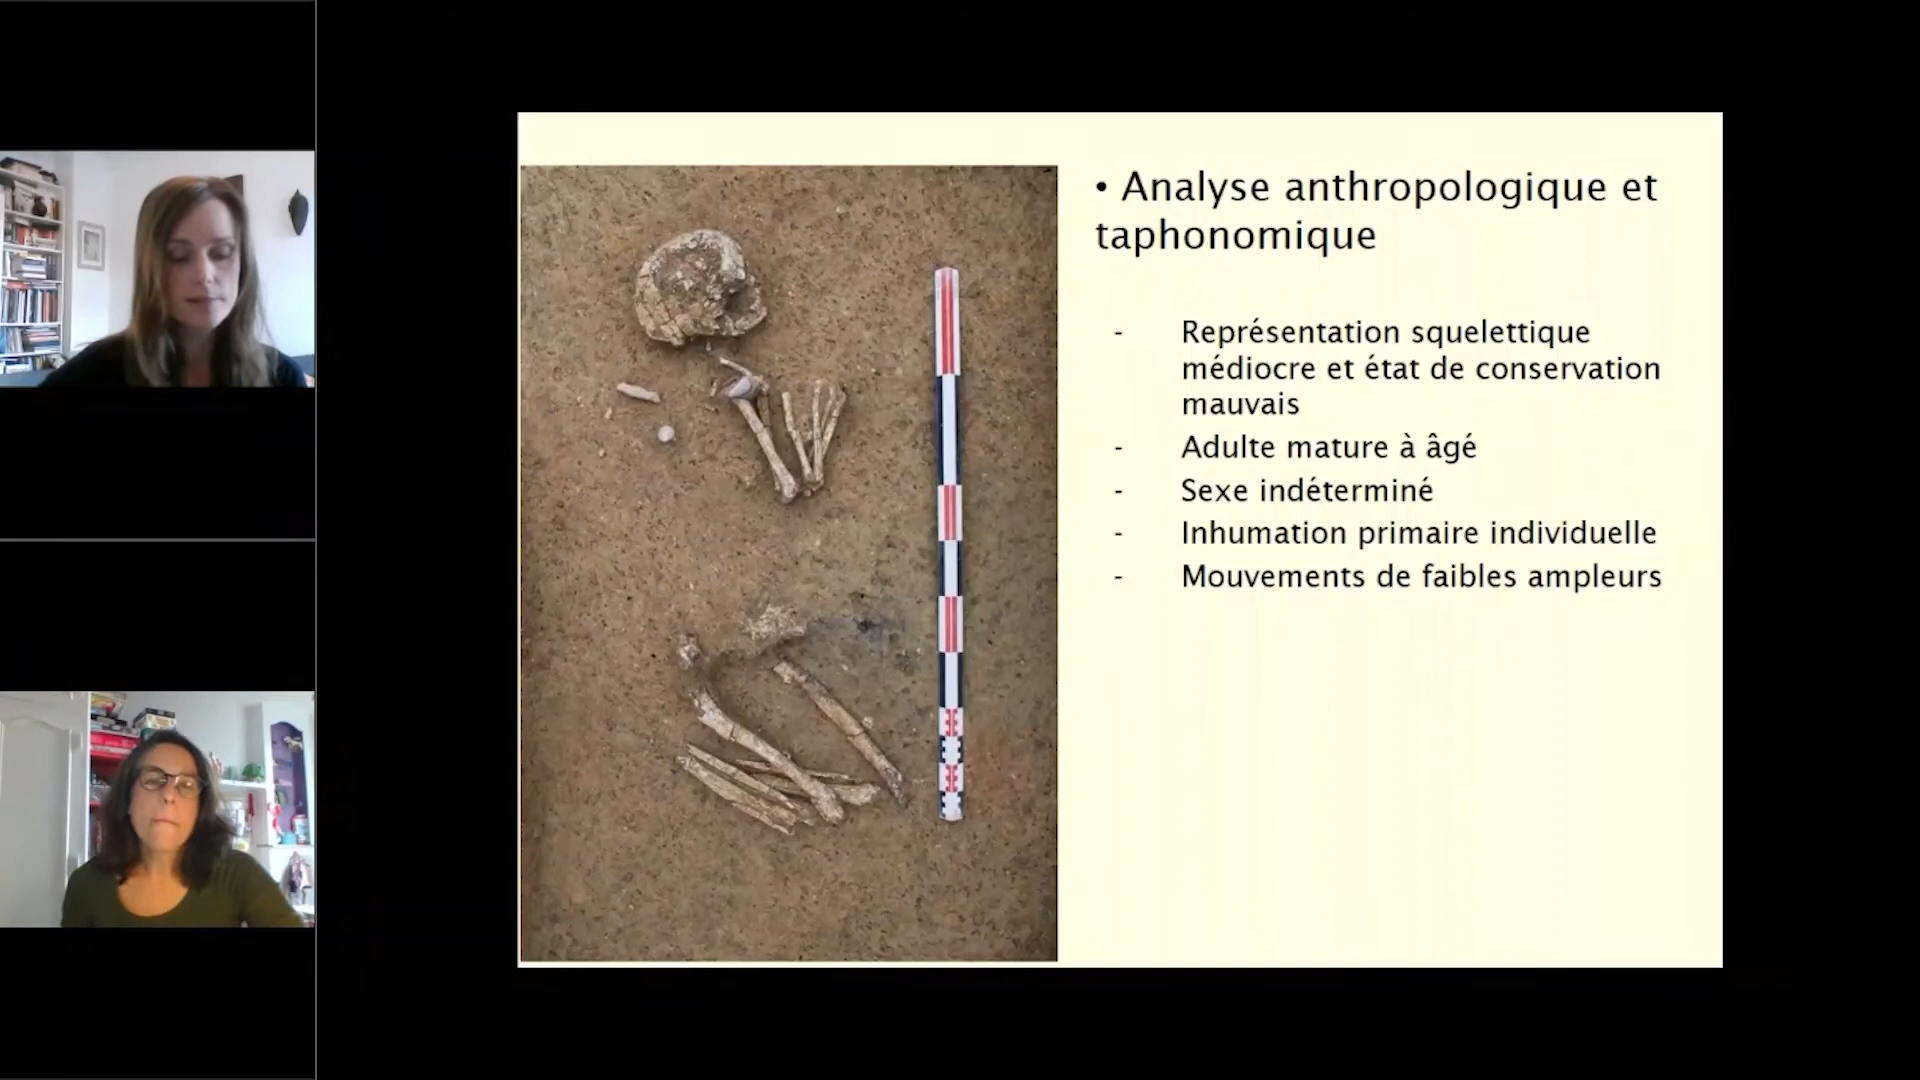 • Analyse anthropologique et
taphonomique
- Représentation squelettique
médiocre et état de conservation
mauvais
- Adulte mature à âgé
- Sexe indéterminé
- Inhumation primaire individuelle
- Mouvements de faibles ampleurs